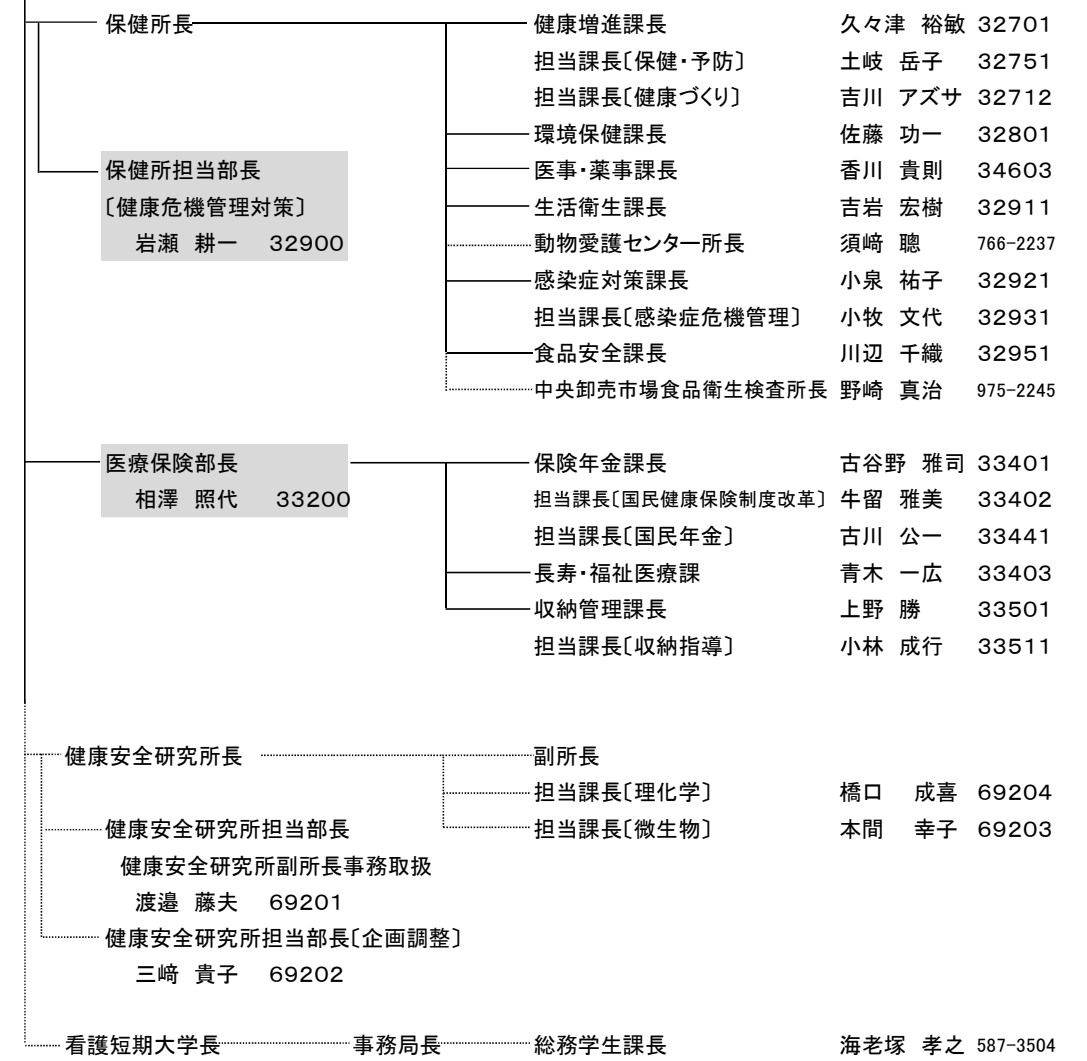 保健所長 健康増進課長 久々津 裕敏 32701
担当課長〔保健・予防〕 土岐 岳子 32751
担当課長〔健康づくり〕 吉川 アズサ 32712
環境保健課長 佐藤 功一 32801
保健所担当部長 医事・薬事課長 香川 貴則 34603
〔健康危機管理対策〕 生活衛生課長 吉岩 宏樹 32911
岩瀬 耕一 32900 動物愛護センター所長 須﨑 聰 766-2237
感染症対策課長 小泉 祐子 32921
担当課長〔感染症危機管理〕 小牧 文代 32931
食品安全課長 川辺 千織 32951
中央卸売市場食品衛生検査所長 野崎 真治 975-2245
医療保険部長 保険年金課長 古谷野 雅司 33401
相澤 照代 33200 担当課長〔国民健康保険制度改革〕 牛留 雅美 33402
担当課長〔国民年金〕 古川 公一 33441
長寿・福祉医療課 青木 一広 33403
収納管理課長 上野 勝 33501
担当課長〔収納指導〕 小林 成行 33511
健康安全研究所長 副所長
担当課長〔理化学〕 橋口 成喜 69204
健康安全研究所担当部長 担当課長〔微生物〕 本間 幸子 69203
健康安全研究所副所長事務取扱
渡邉 藤夫 69201
健康安全研究所担当部長〔企画調整〕
三﨑 貴子 69202
看護短期大学長 事務局長 総務学生課長 海老塚 孝之 587-3504